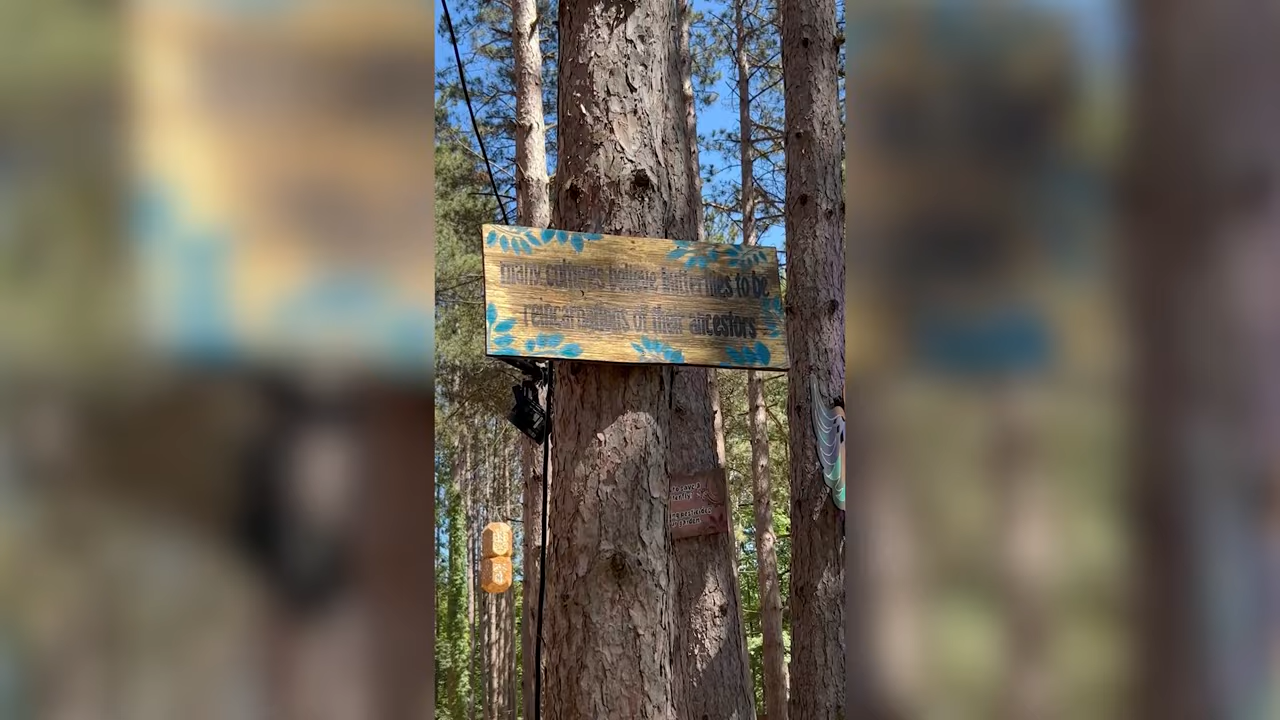 many cultures believe butterflies to be
reincarnations of their ancestors